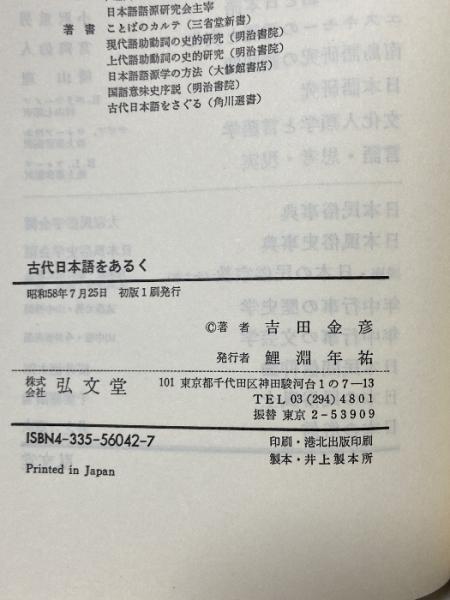 日本語語源研究会主宰
著書 ことばのカルテ(三省堂新書)
現代語助動詞の史的研究(明治書院)
上代語助動詞の史的研究(明治書院)
日本語語源学の方法(大修館書店)
国語意味史序説(明治書院)
古代日本語をさぐる(角川選書)
古代日本語をあるく
昭和58年7月25日 初版1刷発行
©著者 吉田金彦
発行者 鯉淵年祐
株式会社 弘文堂 101 東京都千代田区神田駿河台1の7―13
TEL 03(294)4801
振替 東京2-53909
ISBN4-335-56042-7 印刷・港北出版印刷
Printed in Japan 製本・井上製本所